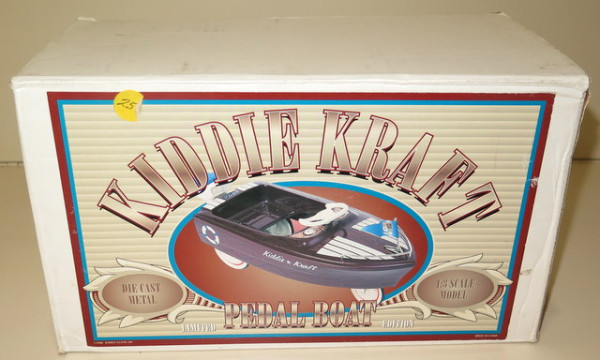 25
KIDDIE KRAFT
Kiddie Kraft
DIE CAST
METAL
1:3 SCALE
MODEL
LIMITED PEDAL BOAT EDITION